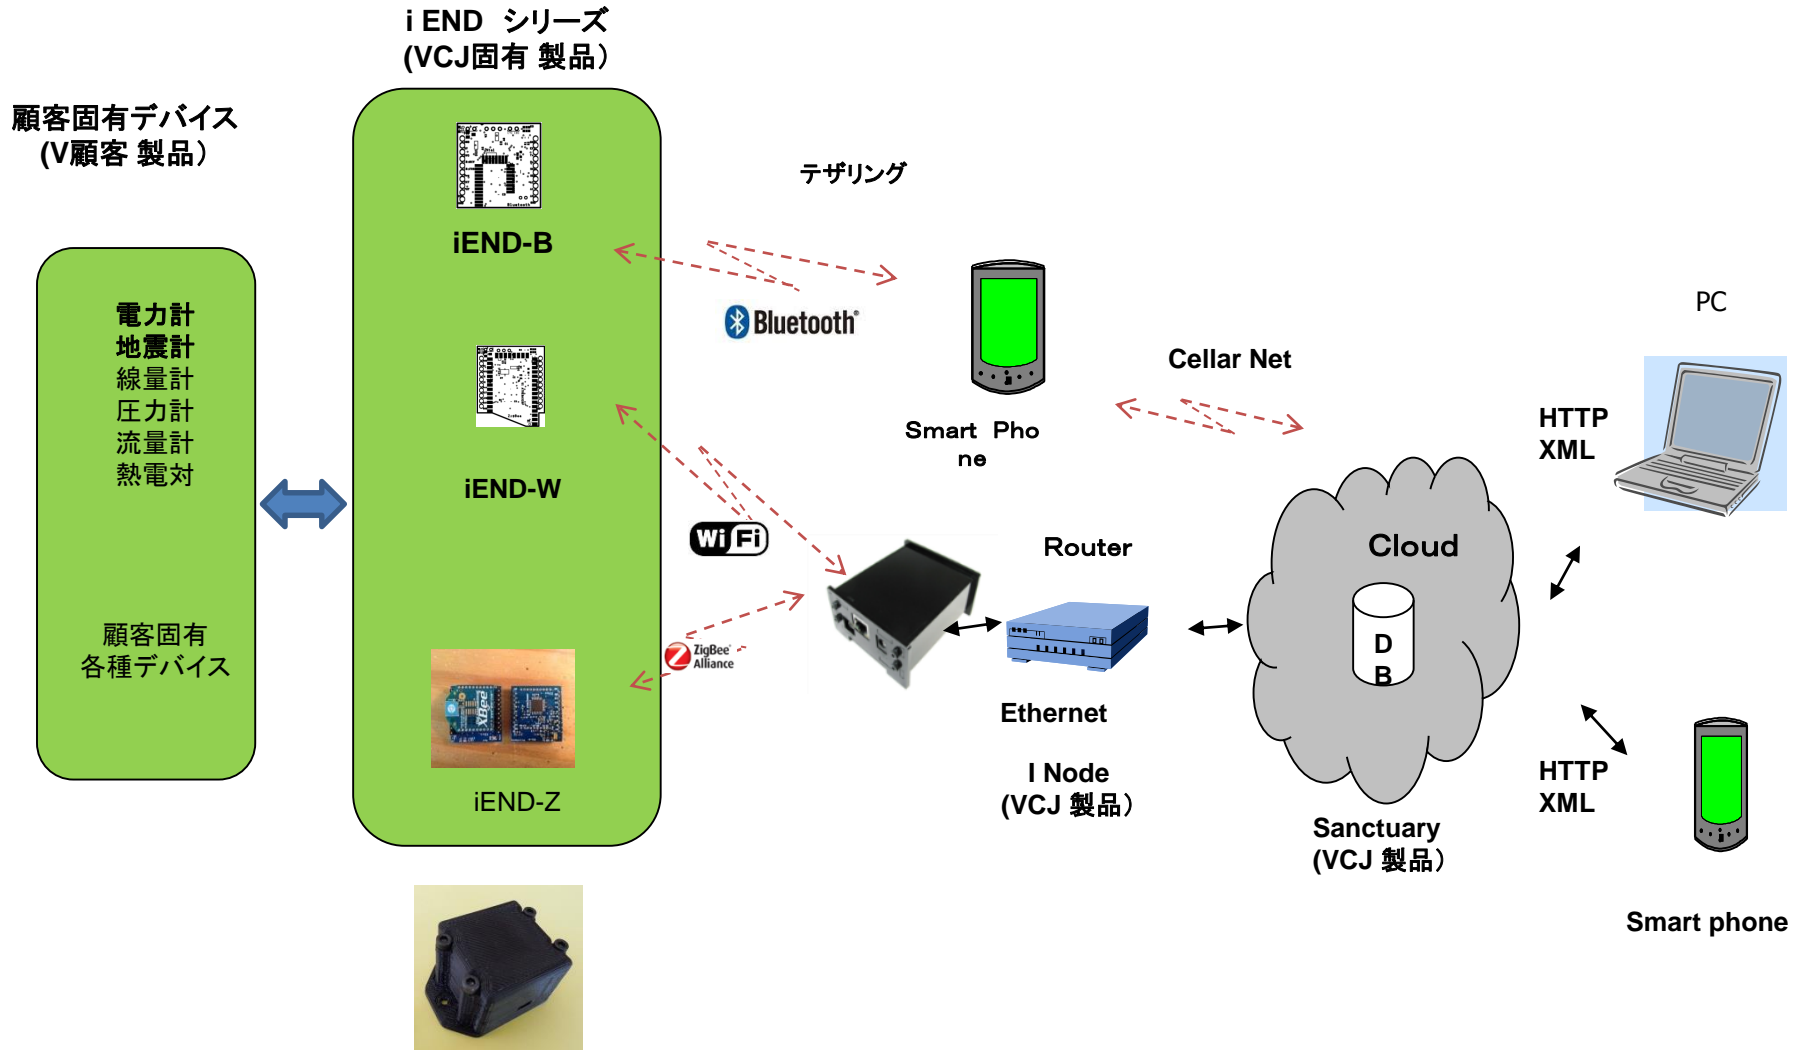 i END シリーズ
(VCJ固有 製品）
顧客固有デバイス
(V顧客 製品）
電力計
地震計
線量計
圧力計
流量計
熱電対
顧客固有
各種デバイス
Bluetooth
iEND-B
ZigBee
iEND-W
XBee
iEND-Z
テザリング
Bluetooth®
Wi Fi
ZigBee®
Alliance
Smart Pho
ne
Cellar Net
Router
Ethernet
I Node
(VCJ 製品）
Cloud
D
B
Sanctuary
(VCJ 製品）
PC
HTTP
XML
HTTP
XML
Smart phone